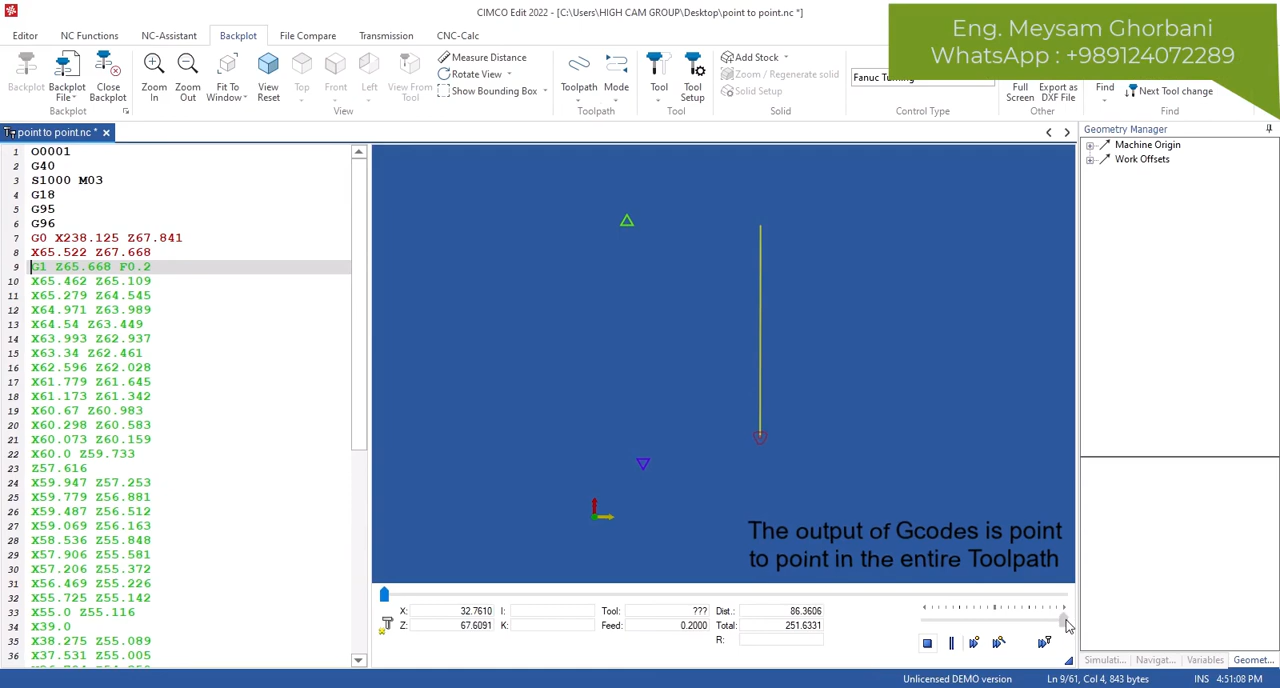 CIMCO Edit 2022 - [C:\Users\HIGH CAM GROUP\Desktop\point to point.nc *]
Eng. Meysam Ghorbani
WhatsApp : +989124072289
Editor NC Functions NC-Assistant Backplot File Compare Transmission CNC-Calc
Backplot
Backplot File
Close Backplot
Zoom In
Zoom Out
Fit To Window
View Reset
Top
Front
Left
View From Tool
Measure Distance
Rotate View
Show Bounding Box
Toolpath
Mode
Tool
Tool Setup
Add Stock
Zoom / Regenerate solid
Solid Setup
Full Screen
Export as DXF File
Find
Next Tool change
Backplot View Toolpath Tool Solid Control Type Other Find
point to point.nc *
Geometry Manager
Machine Origin
Work Offsets
1 O0001
2 G40
3 S1000 M03
4 G18
5 G95
6 G96
7 G0 X238.125 Z67.841
8 X65.522 Z67.668
9 G1 Z65.668 F0.2
10 X65.462 Z65.109
11 X65.279 Z64.545
12 X64.971 Z63.989
13 X64.54 Z63.449
14 X63.993 Z62.937
15 X63.34 Z62.461
16 X62.596 Z62.028
17 X61.779 Z61.645
18 X61.173 Z61.342
19 X60.67 Z60.983
20 X60.298 Z60.583
21 X60.073 Z60.159
22 X60.0 Z59.733
23 Z57.616
24 X59.947 Z57.253
25 X59.779 Z56.881
26 X59.487 Z56.512
27 X59.069 Z56.163
28 X58.536 Z55.848
29 X57.906 Z55.581
30 X57.206 Z55.372
31 X56.469 Z55.226
32 X55.725 Z55.142
33 X55.0 Z55.116
34 X39.0
35 X38.275 Z55.089
36 X37.531 Z55.005
The output of Gcodes is point
to point in the entire Toolpath
X: 32.7610 I: Tool: ??? Dist.: 86.3606
Z: 67.6091 K: Feed: 0.2000 Total: 251.6331
R:
Simulati... Navigat... Variables Geomet...
Unlicensed DEMO version Ln 9/61, Col 4, 843 bytes INS 4:51:08 PM